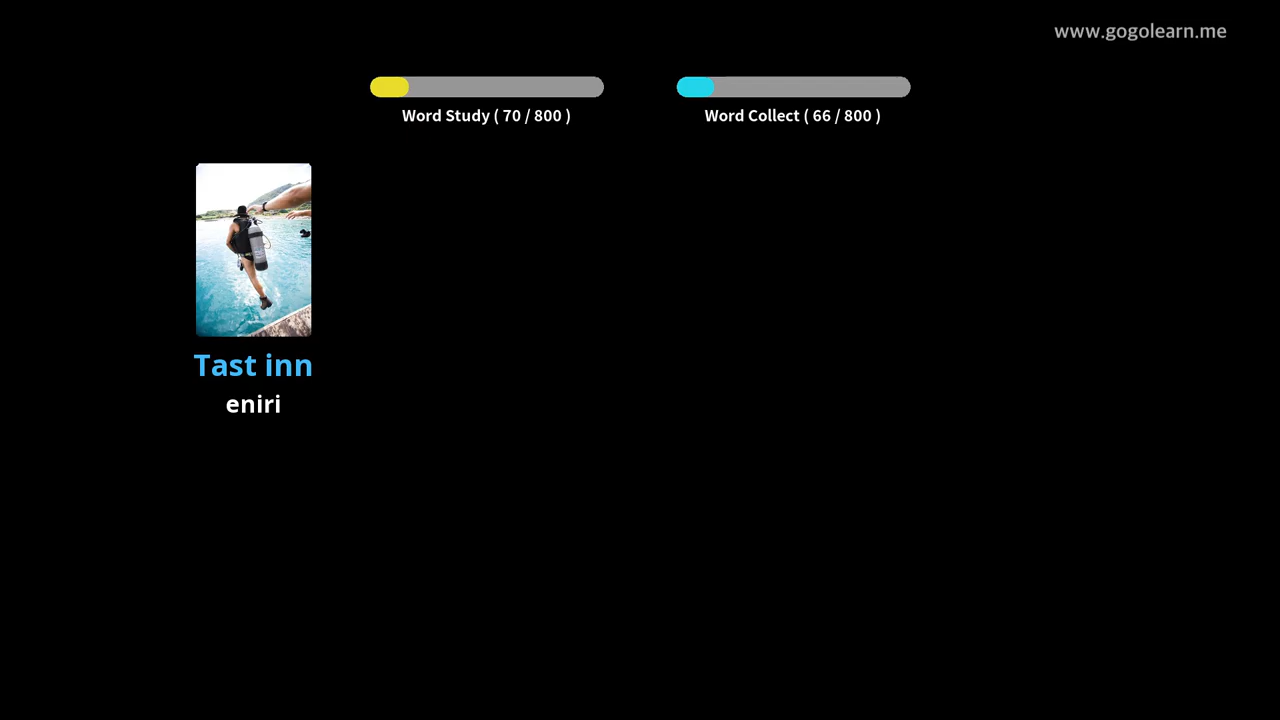 www.gogolearn.me
Word Study ( 70 / 800 )
Word Collect ( 66 / 800 )
Tast inn
eniri